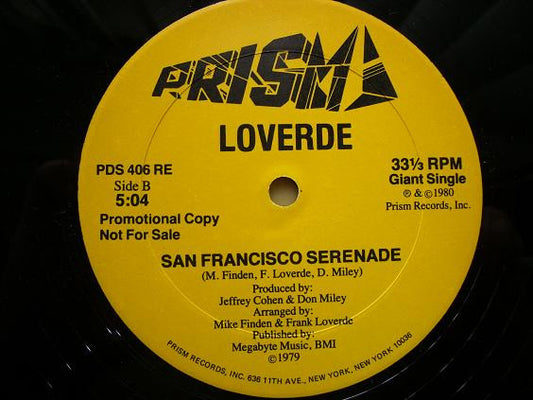 PRISM
LOVERDE
PDS 406 RE
Side B
5:04
Promotional Copy
Not For Sale
33⅓ RPM
Giant Single
℗ & ©1980
Prism Records, Inc.
SAN FRANCISCO SERENADE
(M. Finden, F. Loverde, D. Miley)
Produced by:
Jeffrey Cohen & Don Miley
Arranged by:
Mike Finden & Frank Loverde
Published by:
Megabyte Music, BMI
©1979
PRISM RECORDS, INC. 636 11TH AVE., NEW YORK, NEW YORK 10036